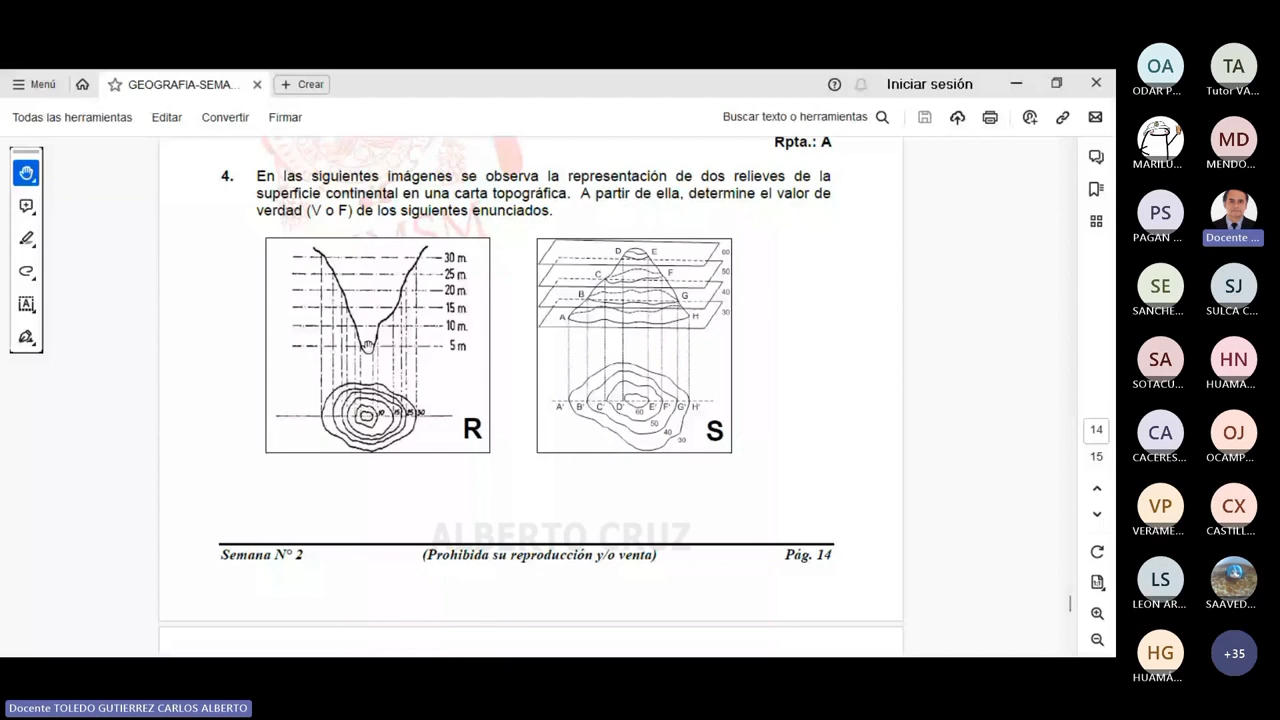 Menú
GEOGRAFIA-SEMA...
Crear
Iniciar sesión
Todas las herramientas
Editar
Convertir
Firmar
Buscar texto o herramientas
Rpta.: A
4. En las siguientes imágenes se observa la representación de dos relieves de la
superficie continental en una carta topográfica. A partir de ella, determine el valor de
verdad (V o F) de los siguientes enunciados.
30 m.
25 m.
20 m.
15 m.
10 m.
5 m
10 15 25 30
R
D E 60
C F 50
B G 40
A H 30
A' B' C' D' E' F' G' H'
60
50
40
30
S
ALBERTO CRUZ
Semana N° 2 (Prohibida su reproducción y/o venta) Pág. 14
14
15
OA
ODAR P...
TA
Tutor VA...
MARILÚ...
MD
MENDO...
PS
PAGAN ...
Docente ...
SE
SANCHE...
SJ
SULCA C...
SA
SOTACU...
HN
HUAMA...
CA
CACERES...
OJ
OCAMP...
VP
VERAME...
CX
CASTILL...
LS
LEON AR...
SAAVED...
HG
HUAMÁ...
+35
Docente TOLEDO GUTIERREZ CARLOS ALBERTO